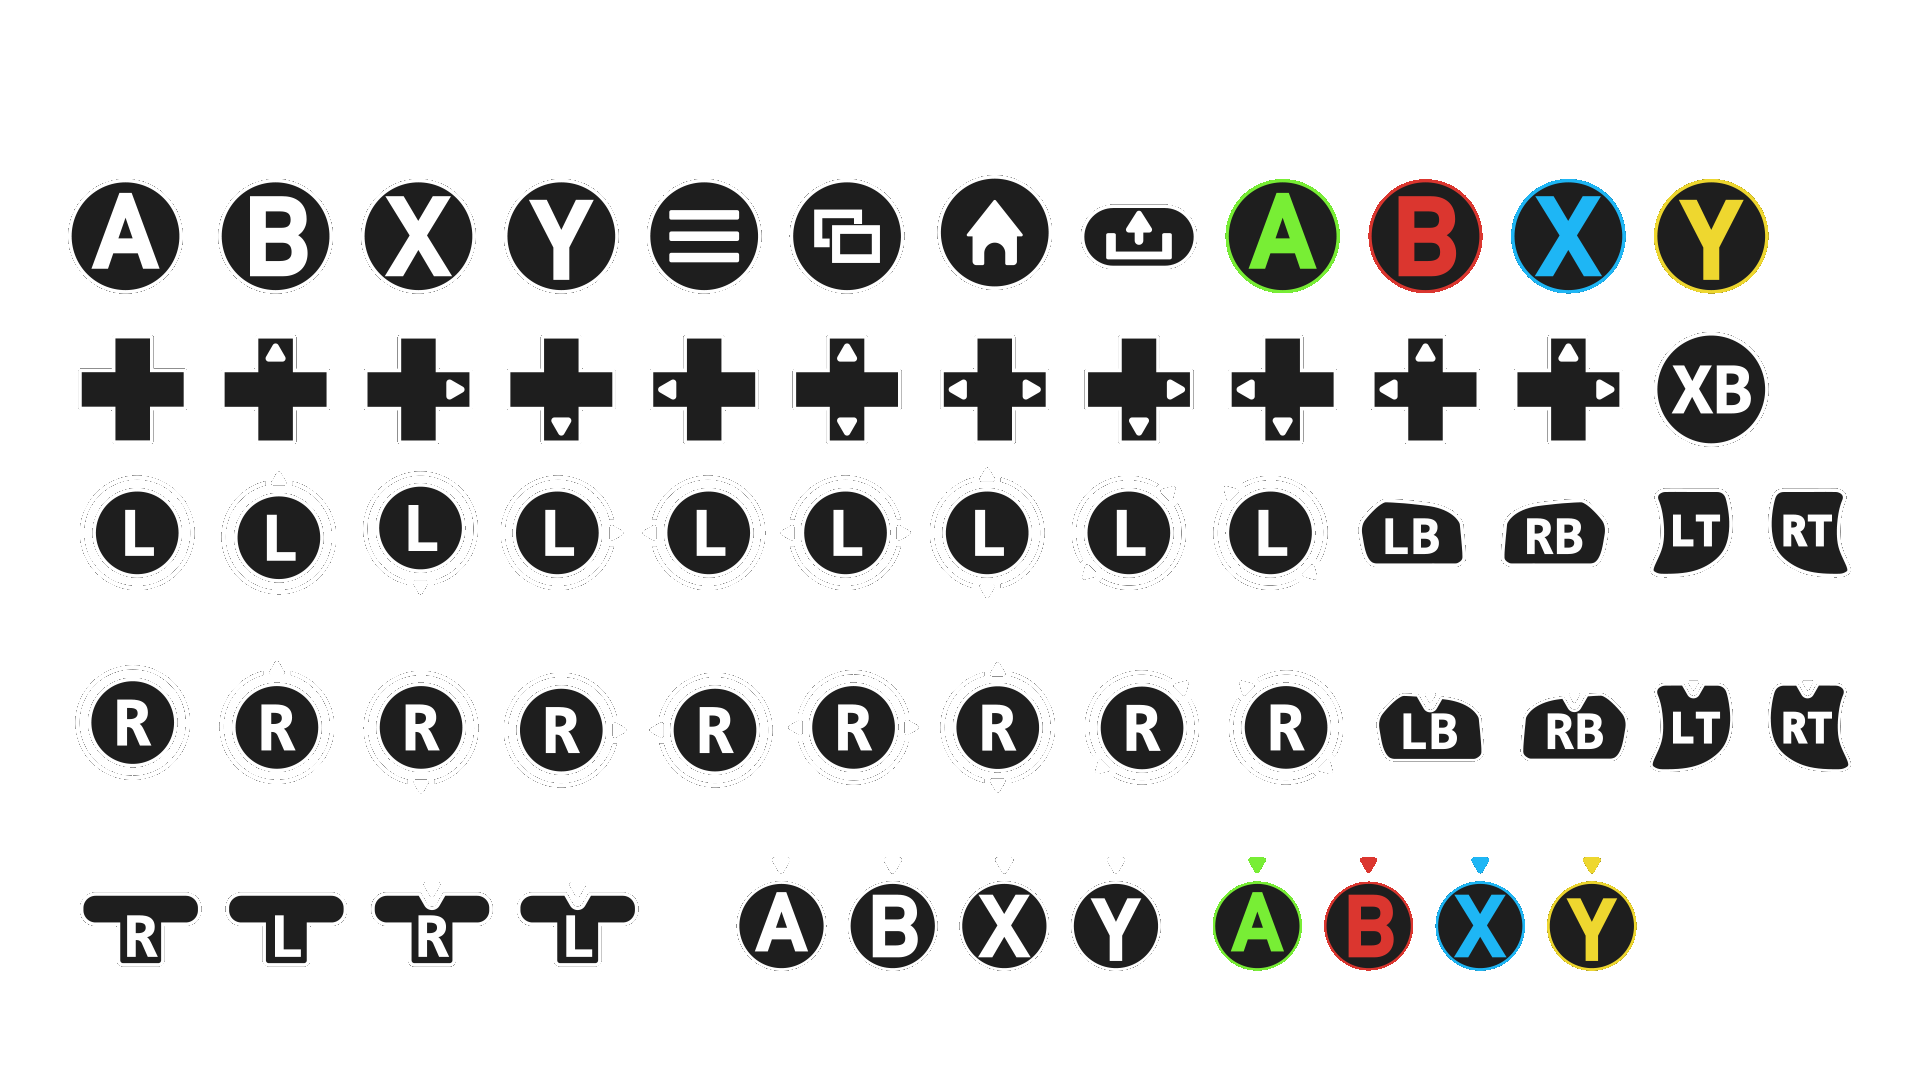 A B X Y A B X Y
XB
L L L L L L L L L LB RB LT RT
R R R R R R R R R LB RB LT RT
R L R L A B X Y A B X Y